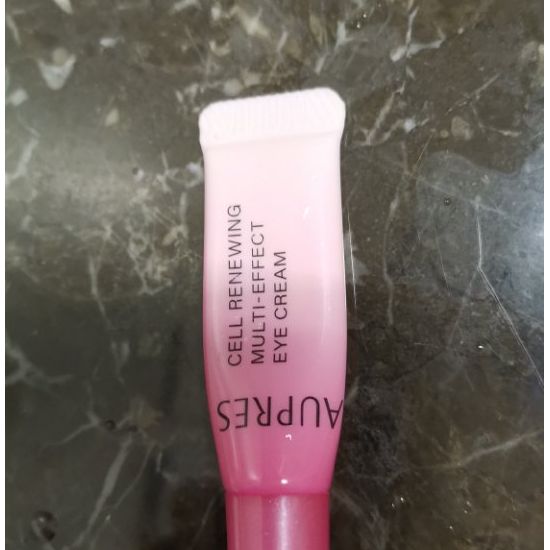 CELL RENEWING
MULTI-EFFECT
EYE CREAM
AUPRES